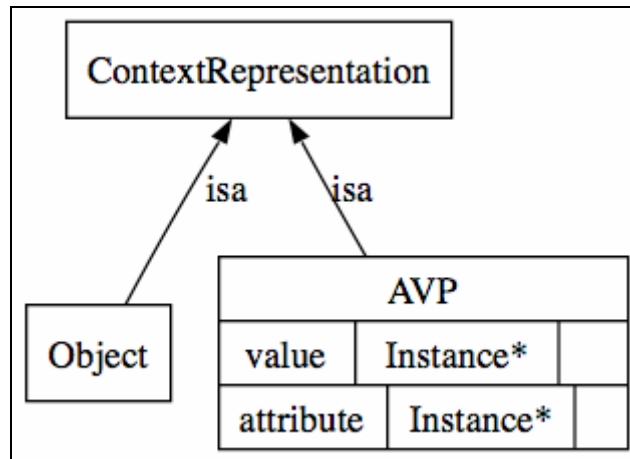 ContextRepresentation
isa isa
AVP
Object
value Instance*
attribute Instance*